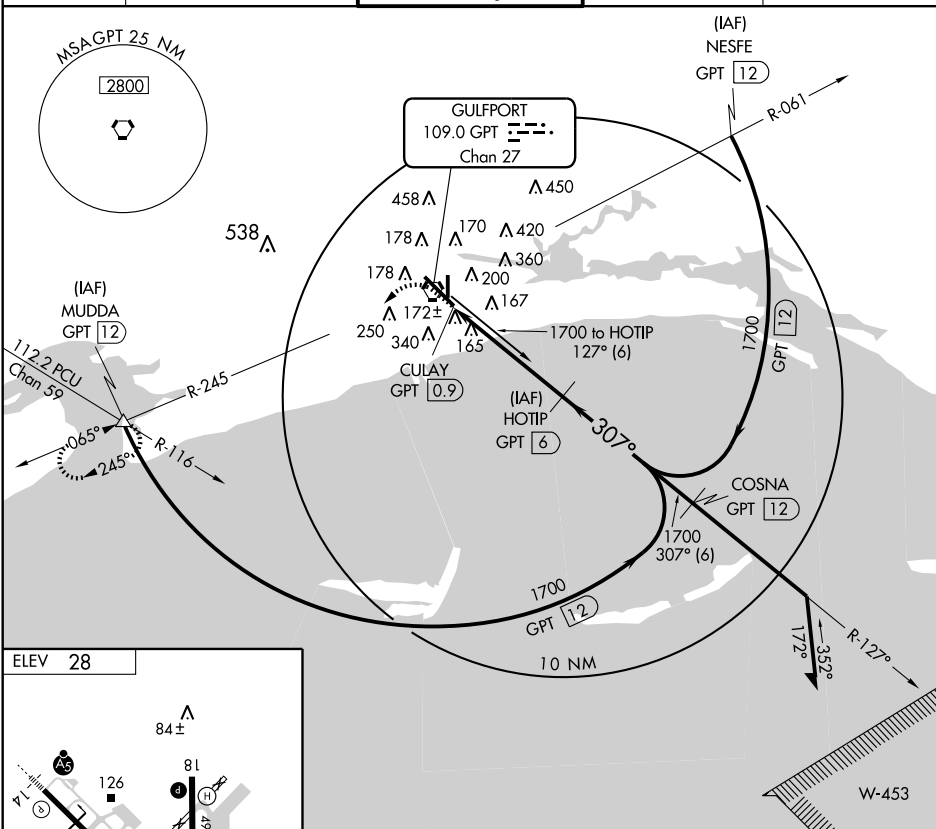 MSA GPT 25 NM
2800
(IAF)
NESFE
GPT 12
R-061
GULFPORT
109.0 GPT
Chan 27
458
450
538
178
170
420
360
178
200
167
172±
250
340
165
1700 to HOTIP
127° (6)
1700
GPT 12
(IAF)
MUDDA
GPT 12
112.2 PCU
Chan 59
R-245
CULAY
GPT 0.9
(IAF)
HOTIP
GPT 6
307°
065°
245°
R-116
COSNA
GPT 12
1700
307° (6)
1700
GPT 12
10 NM
172°
352°
R-127°
W-453
ELEV 28
84±
A5
126
18
14
P
P
H
49